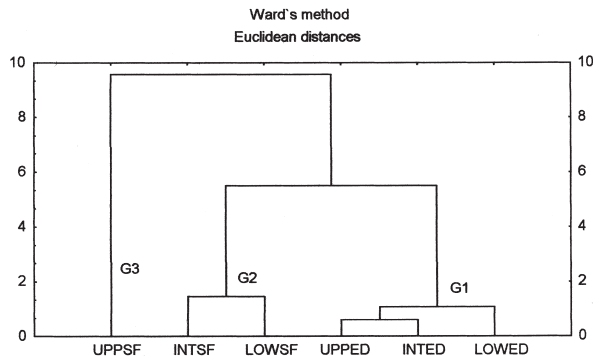 Ward`s method
Euclidean distances
10 10
8 8
6 6
4 4
G3 G2 G1
2 2
0 0
UPPSF INTSF LOWSF UPPED INTED LOWED